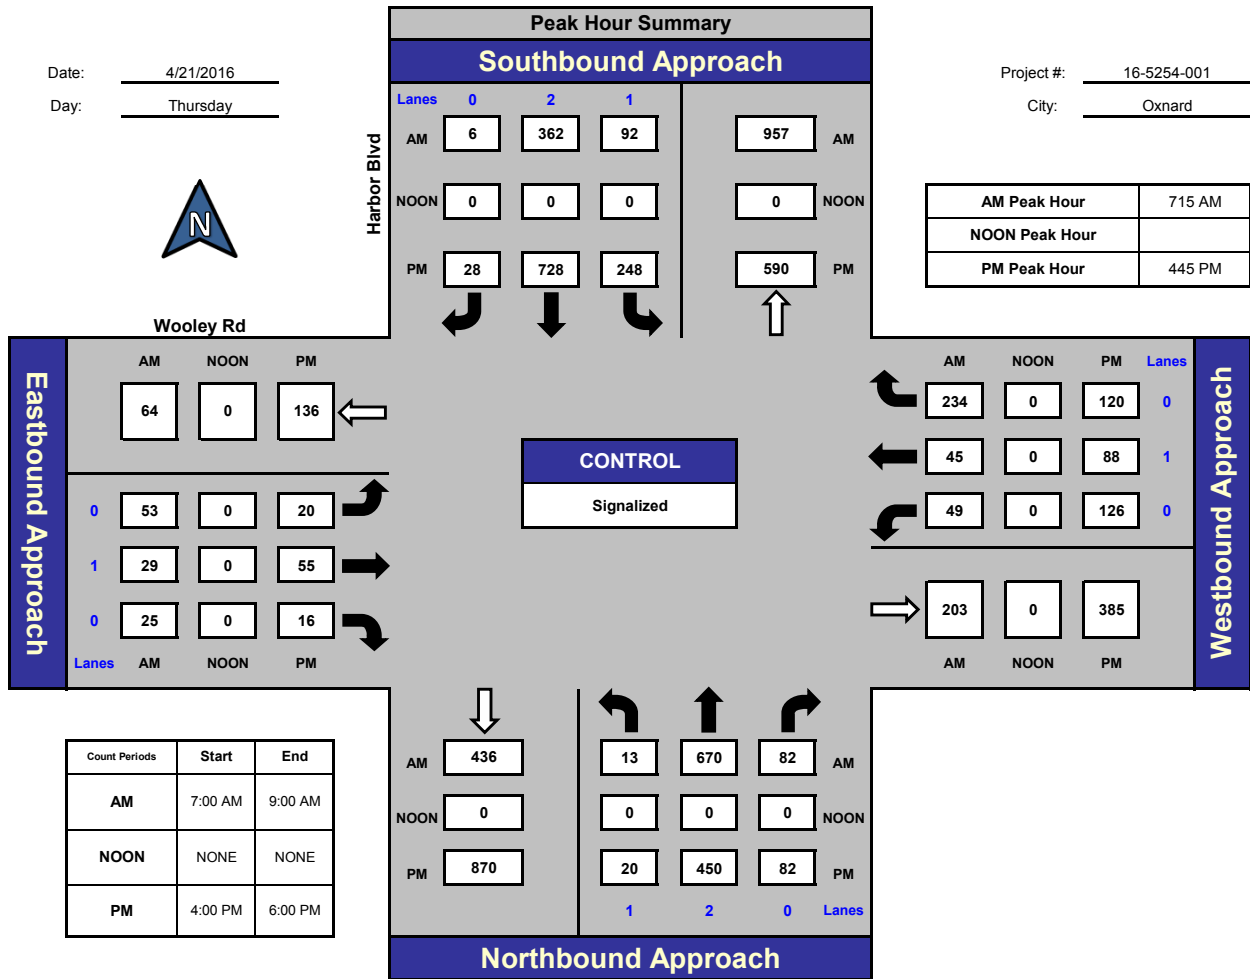 Peak Hour Summary
Southbound Approach
Date: 4/21/2016
Day: Thursday
Project #: 16-5254-001
City: Oxnard
Harbor Blvd
Lanes 0 2 1
AM 6 362 92 957 AM
NOON 0 0 0 0 NOON
PM 28 728 248 590 PM
N
AM Peak Hour 715 AM
NOON Peak Hour
PM Peak Hour 445 PM
Wooley Rd
Eastbound Approach
AM NOON PM
64 0 136
0 53 0 20
1 29 0 55
0 25 0 16
Lanes AM NOON PM
CONTROL
Signalized
AM NOON PM Lanes
234 0 120 0
45 0 88 1
49 0 126 0
203 0 385
AM NOON PM
Westbound Approach
Count Periods Start End
AM 7:00 AM 9:00 AM
NOON NONE NONE
PM 4:00 PM 6:00 PM
AM 436 13 670 82 AM
NOON 0 0 0 0 NOON
PM 870 20 450 82 PM
1 2 0 Lanes
Northbound Approach